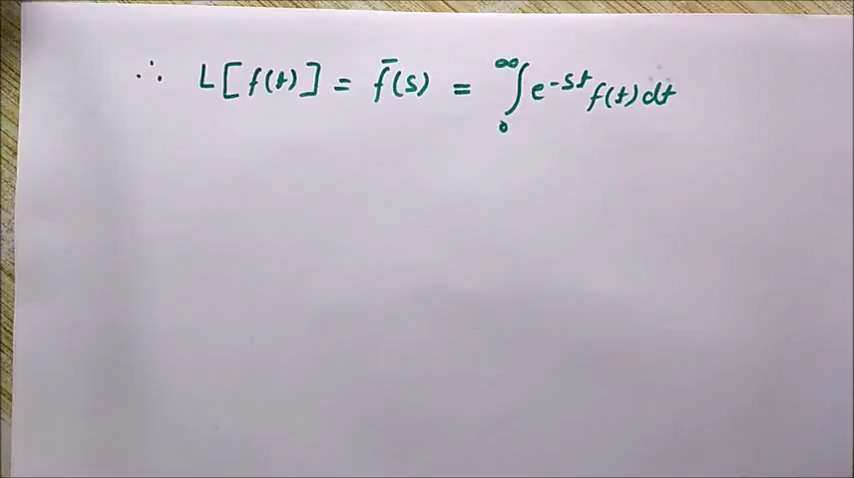 ∴ L[f(t)] = f̄(s) = ∫₀^∞ e^{-st} f(t) dt